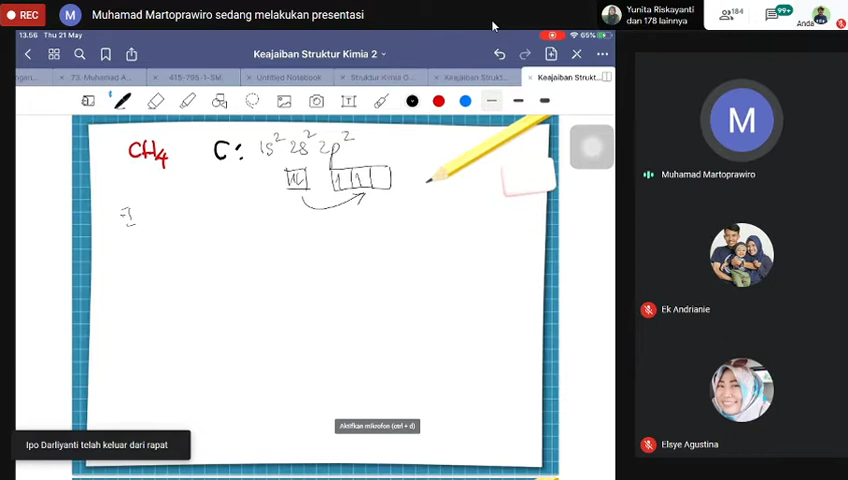 REC
M
Muhamad Martoprawiro sedang melakukan presentasi
Yunita Riskayanti
dan 178 lainnya
184
99+
Anda
13.56 Thu 21 May
65%
Keajaiban Struktur Kimia 2
73. Muhamad A...
415-795-1-SM.
Untitled Notebook
Struktur Kimia O...
Keajaiban Strukt...
Keajaiban Strukt...
CH4 C: 1s² 2s² 2p²
M
Muhamad Martoprawiro
Ek Andrianie
Elsye Agustina
Aktifkan mikrofon (ctrl + d)
Ipo Darliyanti telah keluar dari rapat